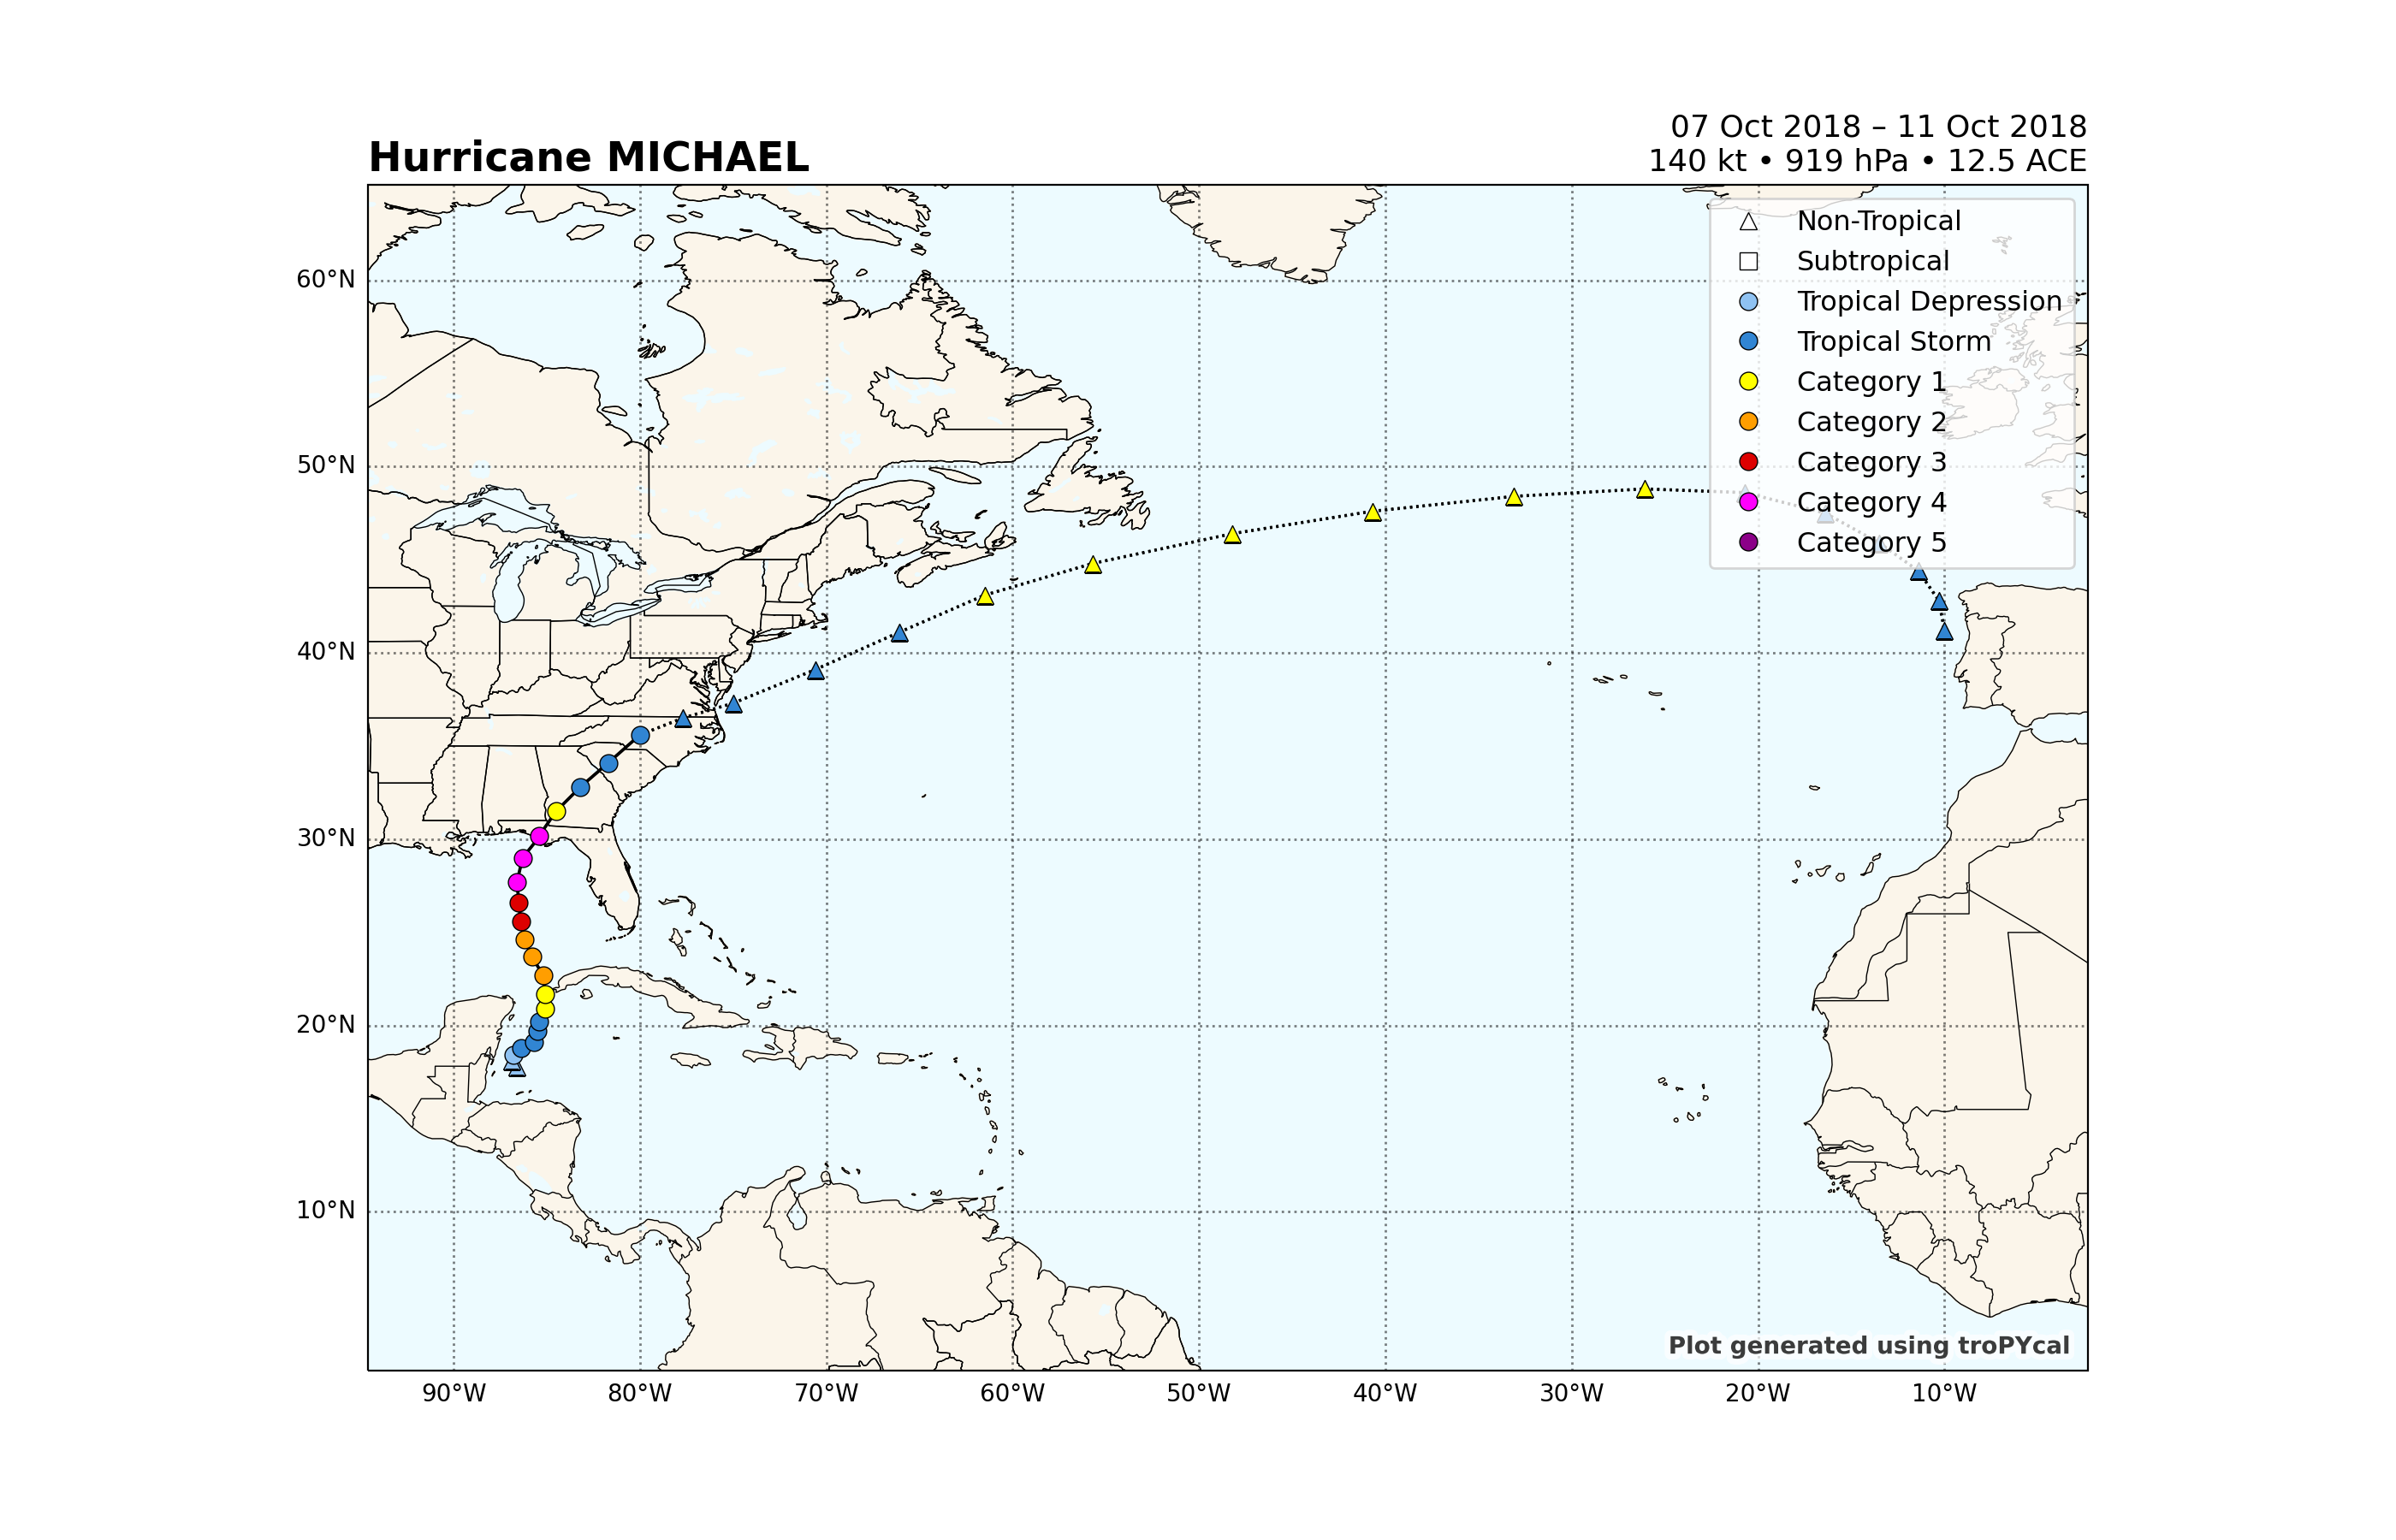 07 Oct 2018 – 11 Oct 2018
Hurricane MICHAEL
140 kt • 919 hPa • 12.5 ACE
Non-Tropical
Subtropical
Tropical Depression
Tropical Storm
Category 1
Category 2
Category 3
Category 4
Category 5
60°N
50°N
40°N
30°N
20°N
10°N
Plot generated using troPYcal
90°W 80°W 70°W 60°W 50°W 40°W 30°W 20°W 10°W